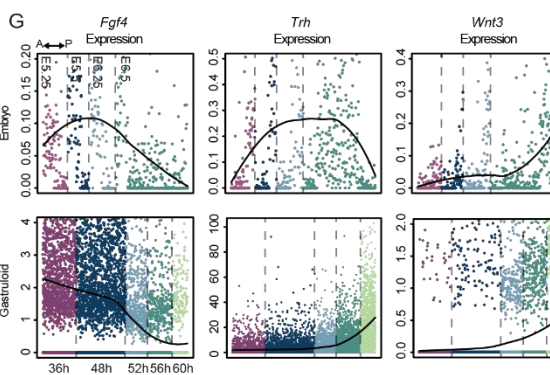 G
Fgf4 Trh Wnt3
Expression Expression Expression
A P
E5.25 E5.5 E6.25 E6.5
Embryo
0.20 0.5 0.4
0.15 0.4 0.3
0.10 0.3 0.2
0.05 0.2 0.1
0.00 0.1 0.0
0.0
Gastruloid
4 100 2.0
3 80 1.5
2 60 1.0
1 40 0.5
0 20 0.0
0
36h 48h 52h 56h 60h